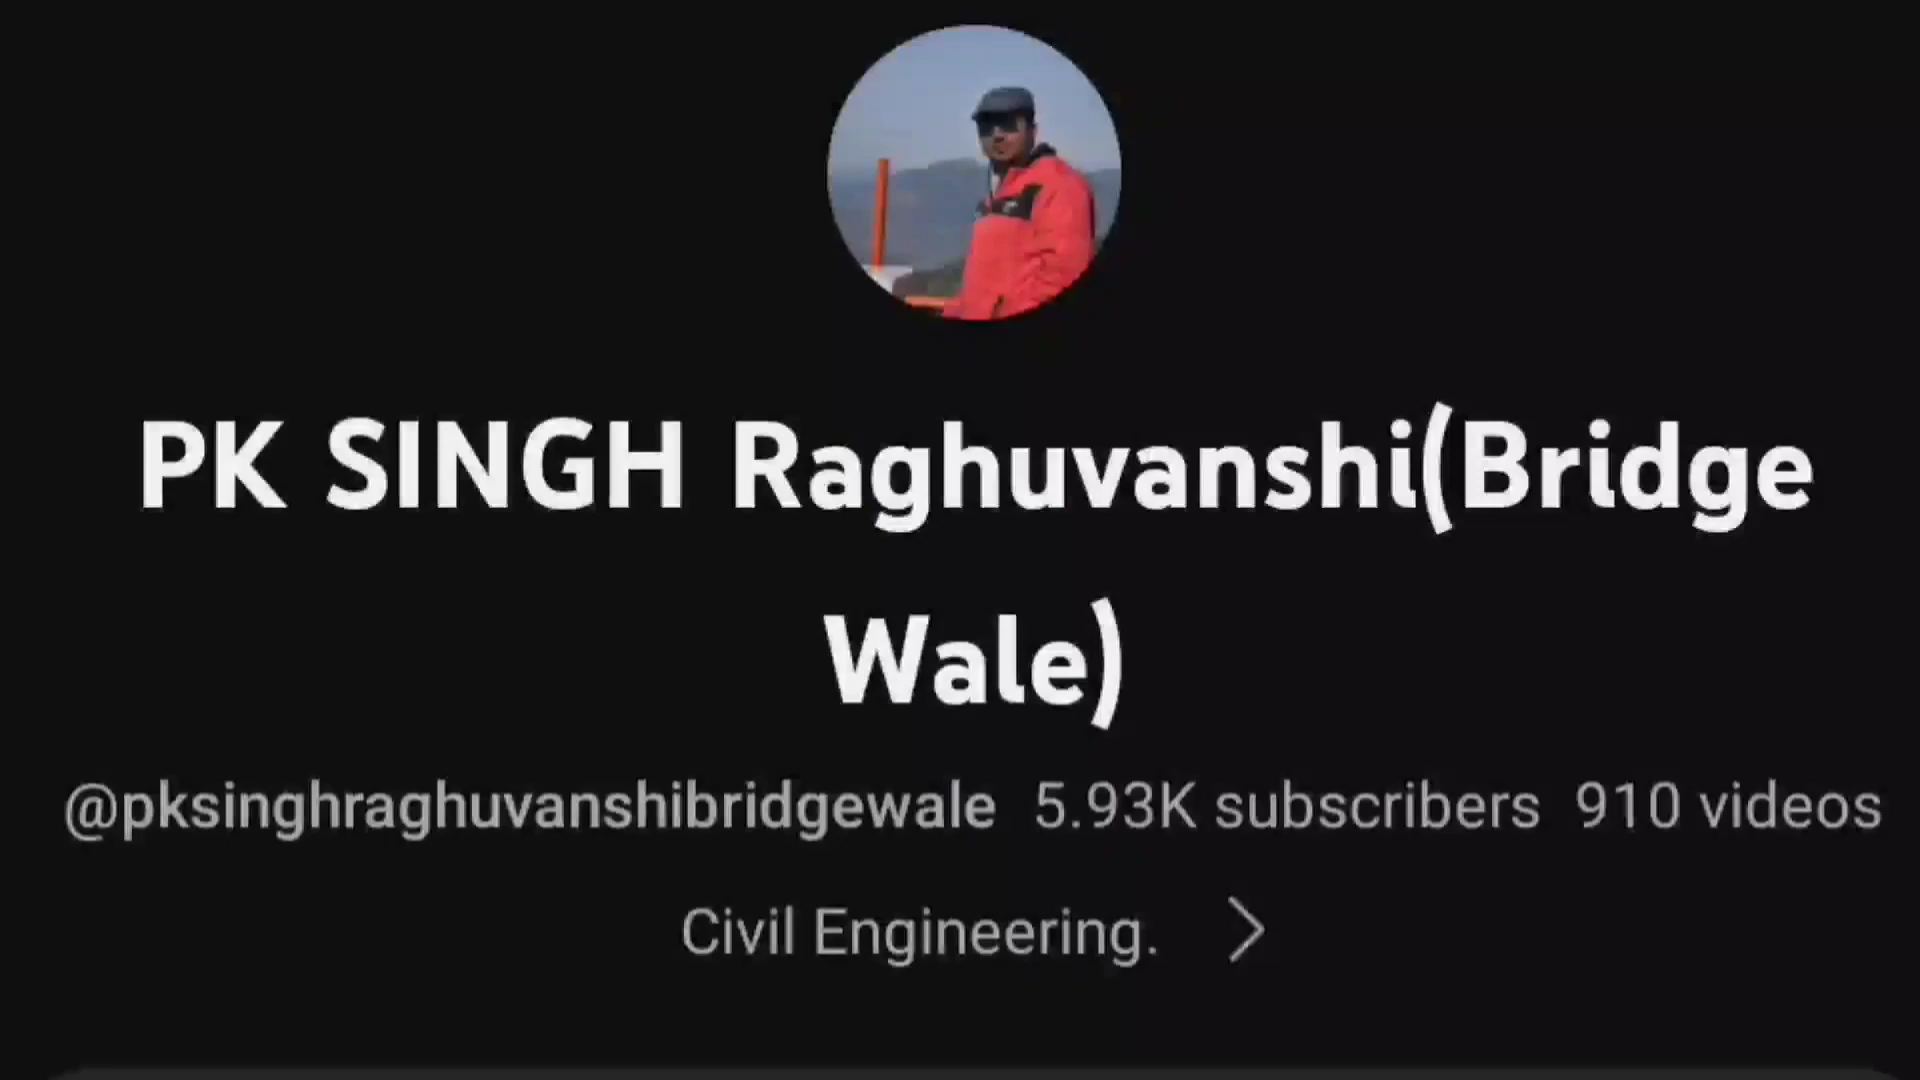 PK SINGH Raghuvanshi(Bridge
Wale)
@pksinghraghuvanshibridgewale 5.93K subscribers 910 videos
Civil Engineering.